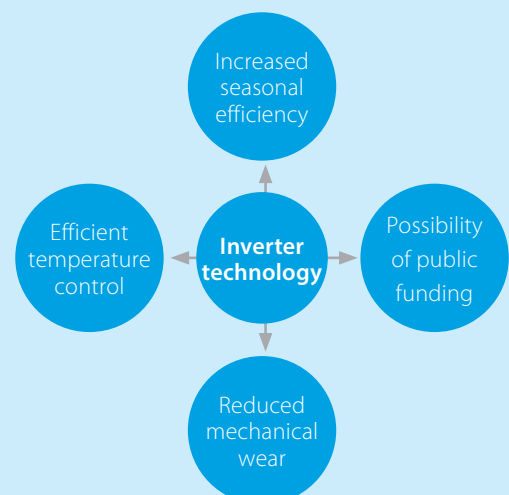 Increased
seasonal
efficiency
Efficient
temperature
control
Inverter
technology
Possibility
of public
funding
Reduced
mechanical
wear